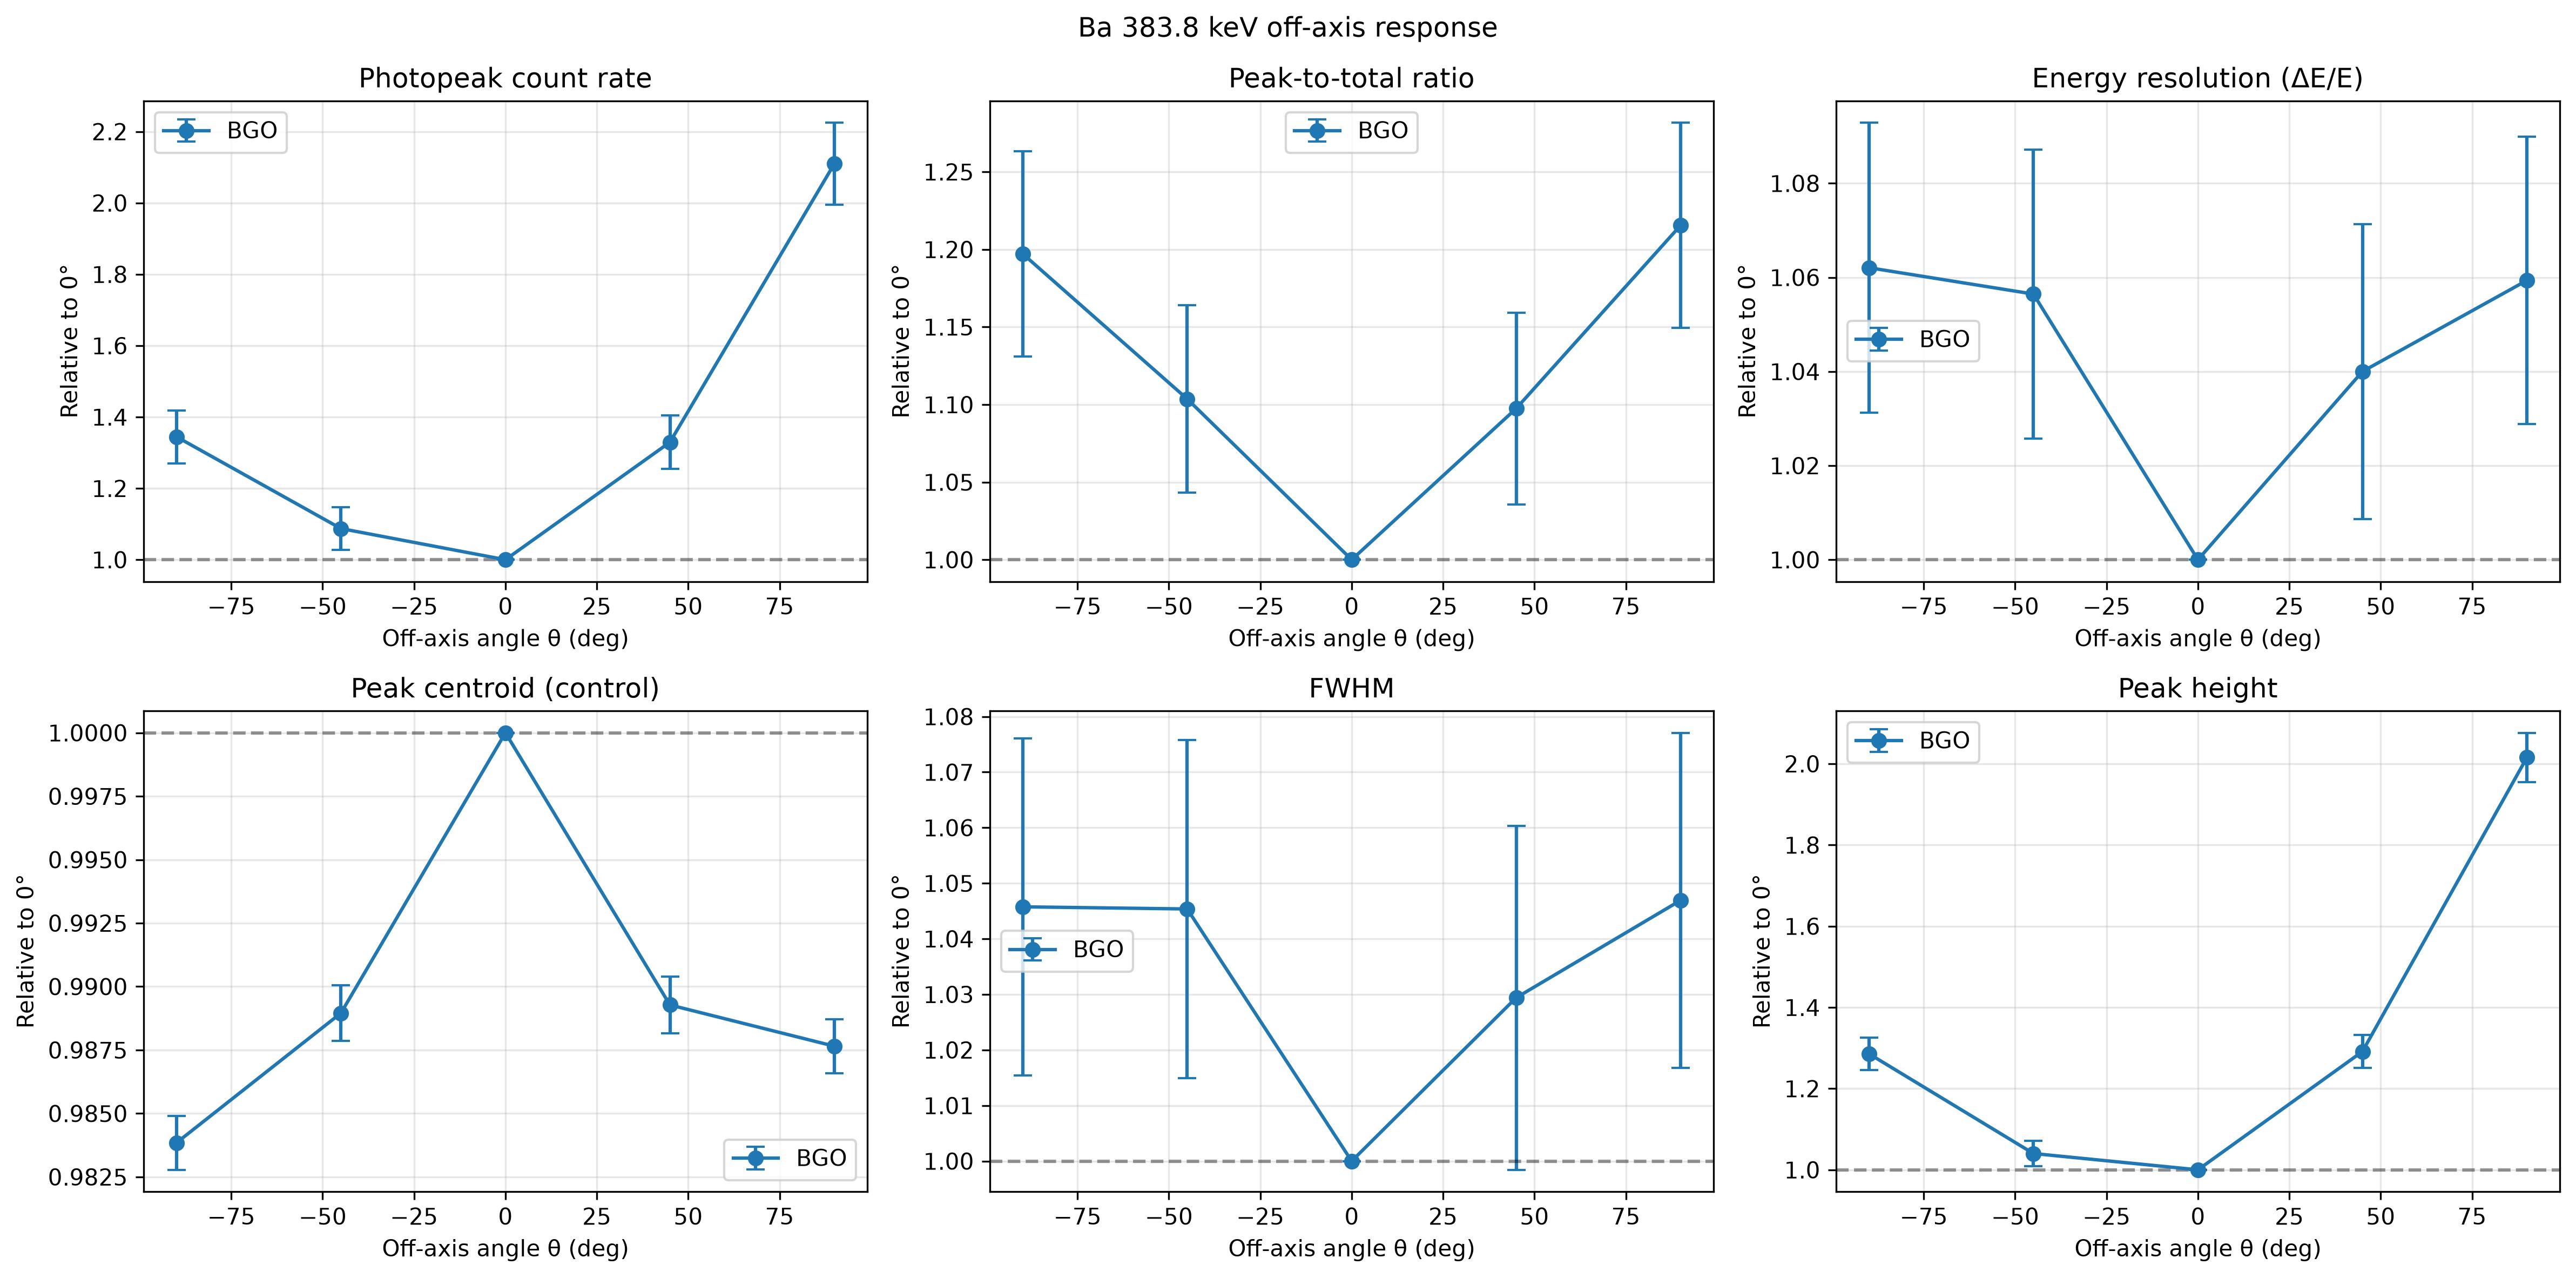 Ba 383.8 keV off-axis response
Photopeak count rate
BGO
2.2
2.0
1.8
1.6
1.4
1.2
1.0
Relative to 0°
−75 −50 −25 0 25 50 75
Off-axis angle θ (deg)
Peak-to-total ratio
BGO
1.25
1.20
1.15
1.10
1.05
1.00
Relative to 0°
−75 −50 −25 0 25 50 75
Off-axis angle θ (deg)
Energy resolution (ΔE/E)
BGO
1.08
1.06
1.04
1.02
1.00
Relative to 0°
−75 −50 −25 0 25 50 75
Off-axis angle θ (deg)
Peak centroid (control)
1.0000
0.9975
0.9950
0.9925
0.9900
0.9875
0.9850
0.9825
BGO
Relative to 0°
−75 −50 −25 0 25 50 75
Off-axis angle θ (deg)
FWHM
1.08
1.07
1.06
1.05
1.04
1.03
1.02
1.01
1.00
BGO
Relative to 0°
−75 −50 −25 0 25 50 75
Off-axis angle θ (deg)
Peak height
BGO
2.0
1.8
1.6
1.4
1.2
1.0
Relative to 0°
−75 −50 −25 0 25 50 75
Off-axis angle θ (deg)